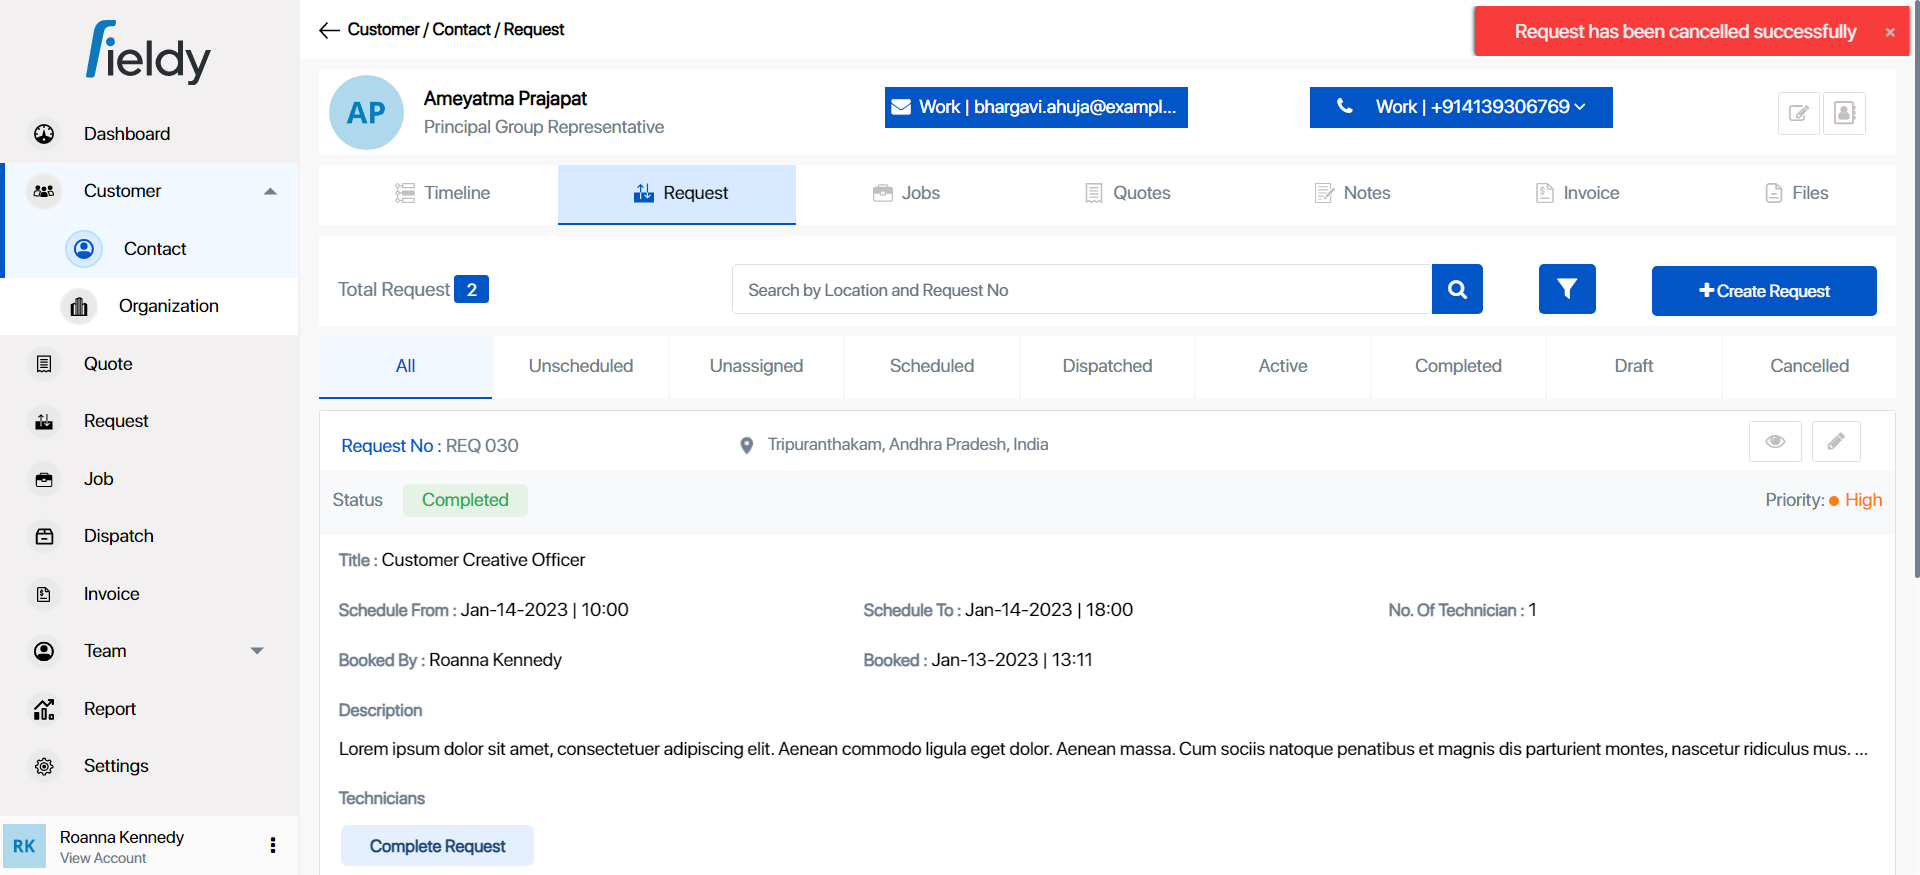 fieldy
Dashboard
Customer
Contact
Organization
Quote
Request
Job
Dispatch
Invoice
Team
Report
Settings
RK
Roanna Kennedy
View Account
Customer / Contact / Request
Request has been cancelled successfully ×
AP
Ameyatma Prajapat
Principal Group Representative
Work | bhargavi.ahuja@exampl...
Work | +914139306769
Timeline
Request
Jobs
Quotes
Notes
Invoice
Files
Total Request 2
Search by Location and Request No
+ Create Request
All
Unscheduled
Unassigned
Scheduled
Dispatched
Active
Completed
Draft
Cancelled
Request No : REQ 030
Tripuranthakam, Andhra Pradesh, India
Status Completed
Priority: High
Title : Customer Creative Officer
Schedule From : Jan-14-2023 | 10:00
Schedule To : Jan-14-2023 | 18:00
No. Of Technician : 1
Booked By : Roanna Kennedy
Booked : Jan-13-2023 | 13:11
Description
Lorem ipsum dolor sit amet, consectetuer adipiscing elit. Aenean commodo ligula eget dolor. Aenean massa. Cum sociis natoque penatibus et magnis dis parturient montes, nascetur ridiculus mus. ...
Technicians
Complete Request